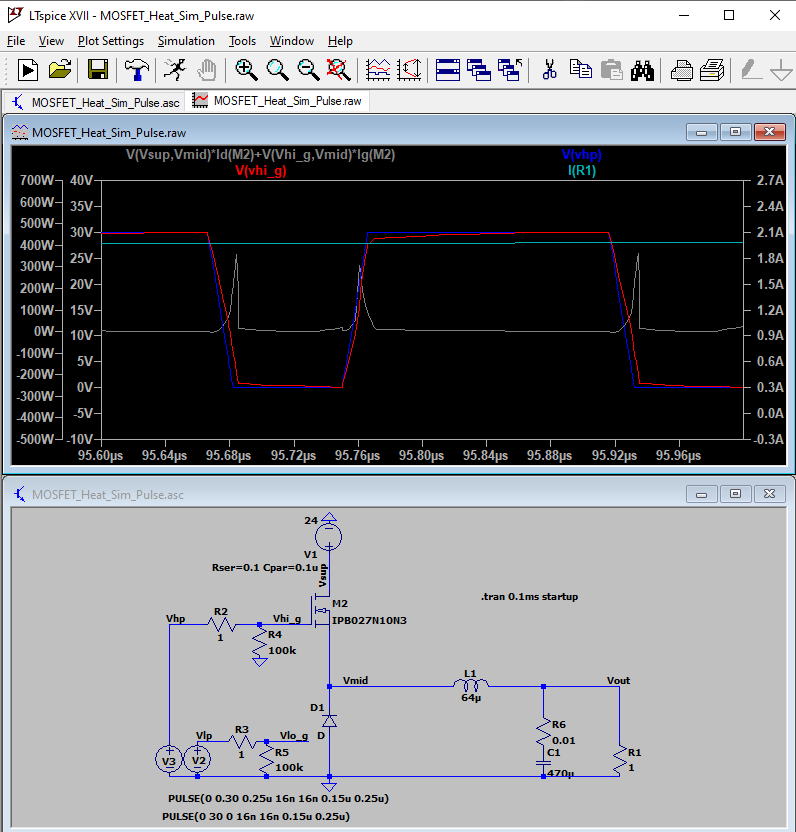 LTspice XVII - MOSFET_Heat_Sim_Pulse.raw
File View Plot Settings Simulation Tools Window Help
MOSFET_Heat_Sim_Pulse.asc MOSFET_Heat_Sim_Pulse.raw
MOSFET_Heat_Sim_Pulse.raw
V(Vsup,Vmid)*Id(M2)+V(Vhi_g,Vmid)*Ig(M2) V(vhp)
V(vhi_g) I(R1)
700W 40V 2.7A
600W 35V 2.4A
500W 30V 2.1A
400W
300W 25V 1.8A
200W 20V 1.5A
100W 15V 1.2A
0W 10V 0.9A
-100W 5V 0.6A
-200W
-300W 0V 0.3A
-400W -5V 0.0A
-500W -10V -0.3A
95.60µs 95.64µs 95.68µs 95.72µs 95.76µs 95.80µs 95.84µs 95.88µs 95.92µs 95.96µs
MOSFET_Heat_Sim_Pulse.asc
24
V1
Rser=0.1 Cpar=0.1u
Vsup
M2
IPB027N10N3
.tran 0.1ms startup
Vhp R2 Vhi_g
1
R4
100k
Vmid L1 Vout
64µ
D1
D
Vlp R3 Vlo_g
1
R5
100k
R6
0.01
C1
470µ
R1
1
V3 V2
PULSE(0 0.30 0.25u 16n 16n 0.15u 0.25u)
PULSE(0 30 0 16n 16n 0.15u 0.25u)